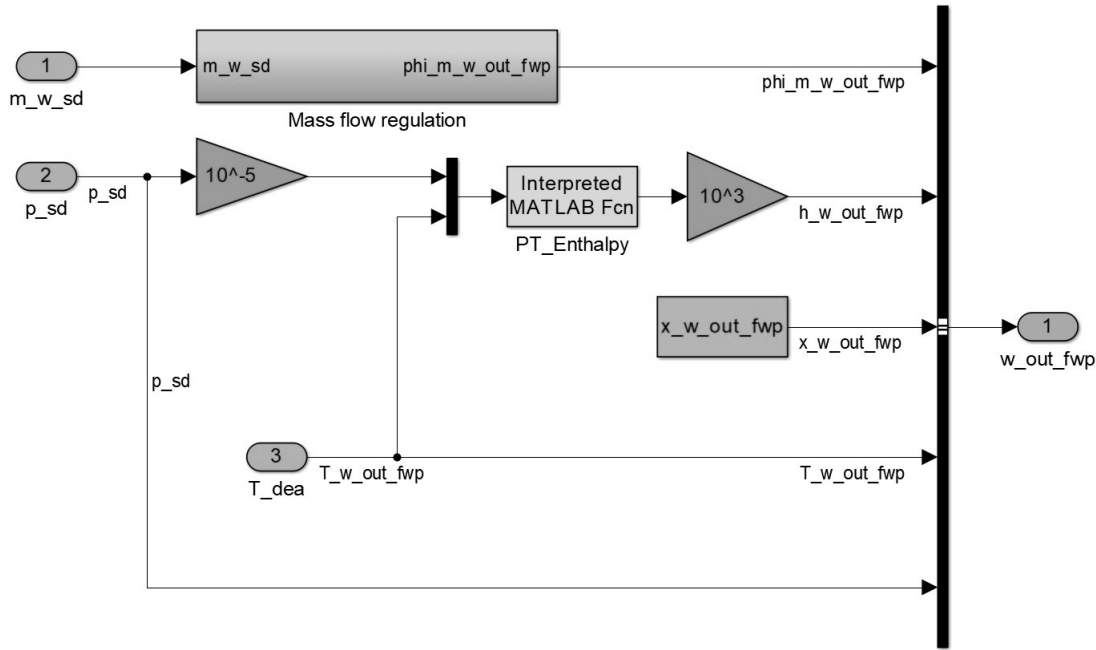 1
m_w_sd
m_w_sd
phi_m_w_out_fwp
phi_m_w_out_fwp
Mass flow regulation
2
p_sd
p_sd
10^-5
Interpreted
MATLAB Fcn
PT_Enthalpy
10^3
h_w_out_fwp
x_w_out_fwp
x_w_out_fwp
1
w_out_fwp
p_sd
3
T_dea
T_w_out_fwp
T_w_out_fwp